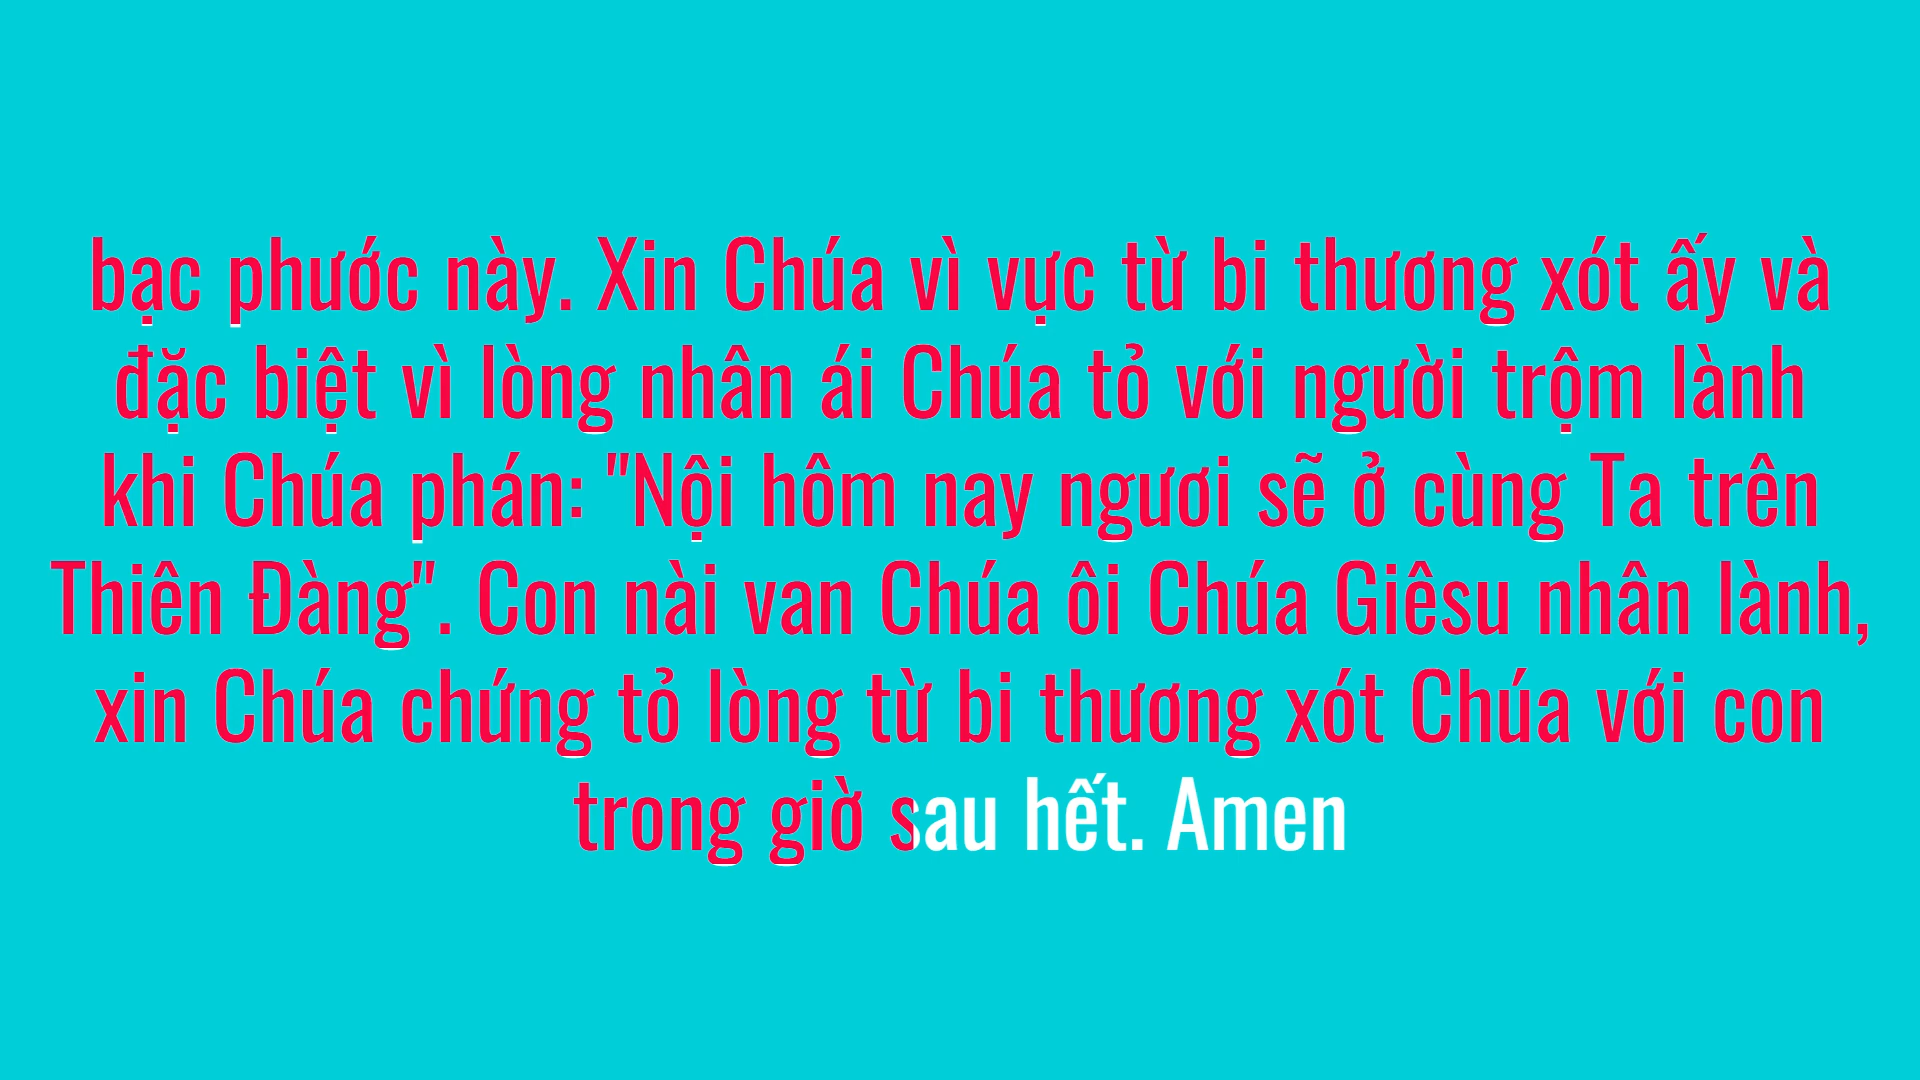 bạc phước này. Xin Chúa vì vực từ bi thương xót ấy và
đặc biệt vì lòng nhân ái Chúa tỏ với người trộm lành
khi Chúa phán: "Nội hôm nay ngươi sẽ ở cùng Ta trên
Thiên Đàng". Con nài van Chúa ôi Chúa Giêsu nhân lành,
xin Chúa chứng tỏ lòng từ bi thương xót Chúa với con
trong giờ sau hết. Amen